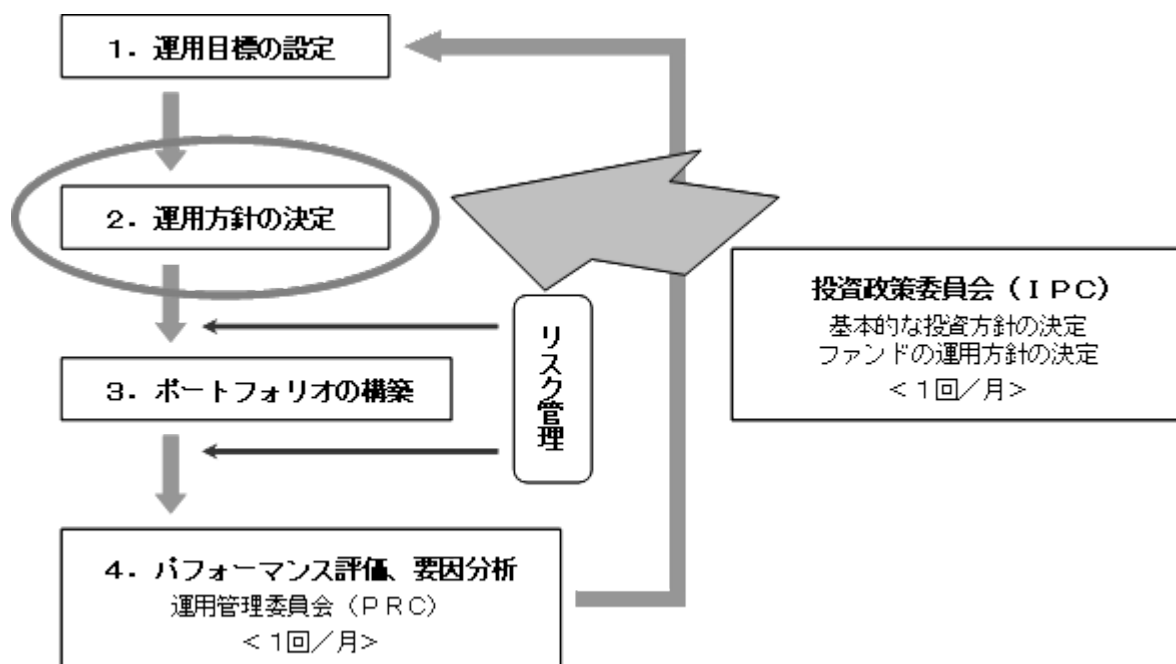 １．運用目標の設定
２．運用方針の決定
３．ポートフォリオの構築
４．パフォーマンス評価、要因分析
運用管理委員会（ＰＲＣ）
＜１回／月＞
リスク管理
投資政策委員会（ＩＰＣ）
基本的な投資方針の決定
ファンドの運用方針の決定
＜１回／月＞